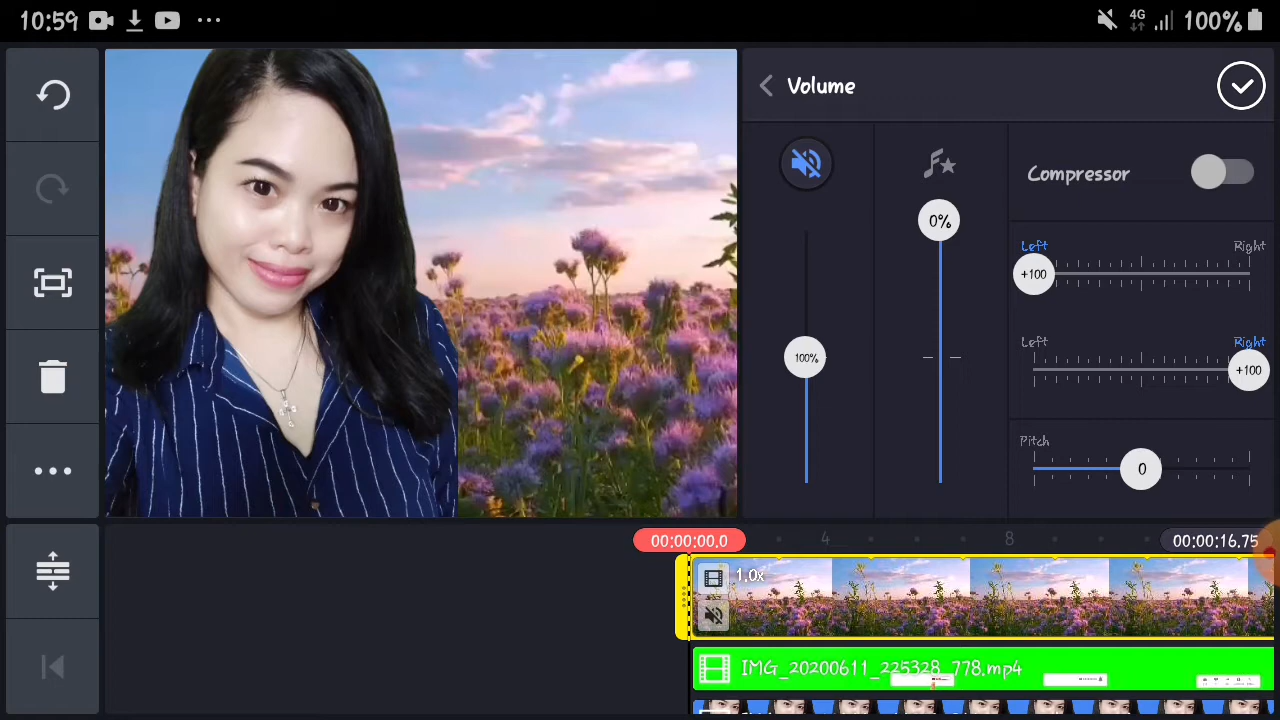 10:59
4G
100%
Volume
0%
Compressor
Left
Right
+100
100%
Left
Right
+100
Pitch
0
00:00:00.0
4
8
00:00:16.75
1.0x
IMG_20200611_225328_778.mp4